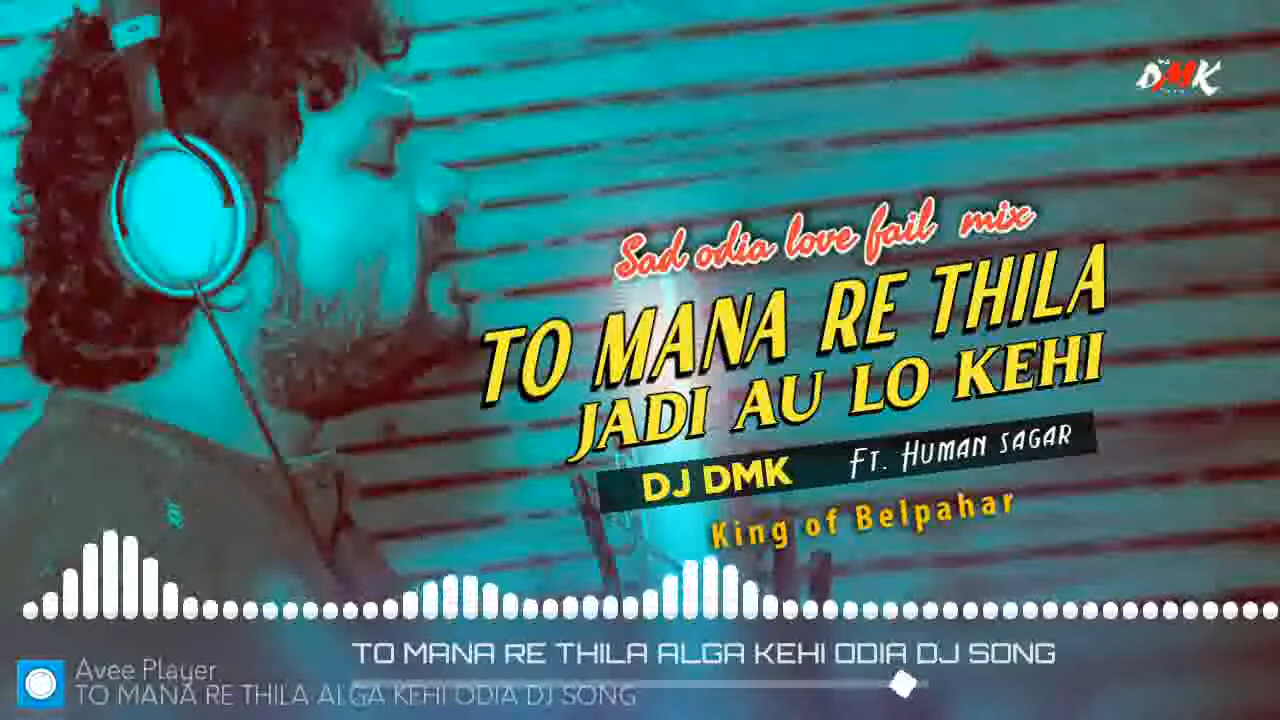 DMK
Sad odia love fail mix
TO MANA RE THILA
JADI AU LO KEHI
DJ DMK FT. HUMAN SAGAR
King of Belpahar
TO MANA RE THILA ALGA KEHI ODIA DJ SONG
Avee Player
TO MANA RE THILA ALGA KEHI ODIA DJ SONG